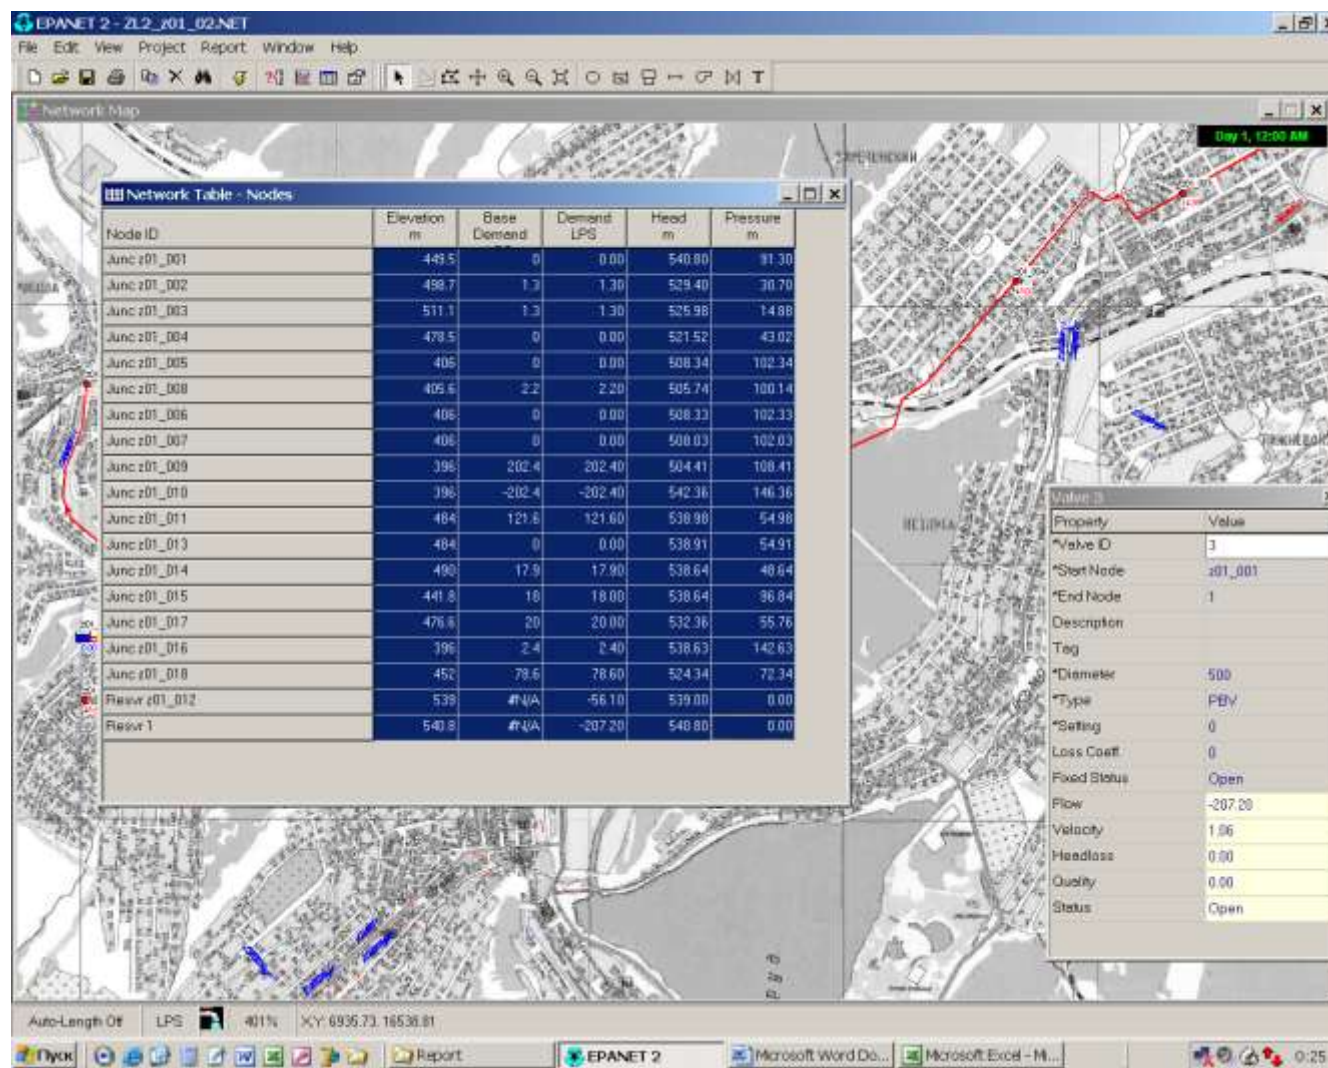 EPANET 2 - ZL2_z01_02.NET
File Edit View Project Report Window Help
Network Map
Day 1, 12:00 AM
Network Table - Nodes
Node ID Elevation m Base Demand Demand LPS Head m Pressure m
Junc z01_001 449.5 0 0.00 540.80 91.30
Junc z01_002 498.7 1.3 1.30 529.40 30.70
Junc z01_003 511.1 1.3 1.30 525.98 14.88
Junc z01_004 478.5 0 0.00 521.52 43.02
Junc z01_005 406 0 0.00 508.34 102.34
Junc z01_008 405.6 2.2 2.20 505.74 100.14
Junc z01_006 406 0 0.00 508.33 102.33
Junc z01_007 406 0 0.00 508.03 102.03
Junc z01_009 396 202.4 202.40 504.41 108.41
Junc z01_010 396 -202.4 -202.40 542.36 146.36
Junc z01_011 484 121.6 121.60 538.98 54.98
Junc z01_013 484 0 0.00 538.91 54.91
Junc z01_014 490 17.9 17.90 538.64 48.64
Junc z01_015 441.8 18 18.00 538.64 96.84
Junc z01_017 476.6 20 20.00 532.36 55.76
Junc z01_016 396 2.4 2.40 538.63 142.63
Junc z01_018 452 78.6 78.60 524.34 72.34
Resvr z01_012 539 #N/A -56.10 539.00 0.00
Resvr 1 540.8 #N/A -207.20 540.80 0.00
Valve 3
Property Value
*Valve ID 3
*Start Node z01_001
*End Node 1
Description
Tag
*Diameter 500
*Type PBV
*Setting 0
Loss Coeff. 0
Fixed Status Open
Flow -207.20
Velocity 1.06
Headloss 0.00
Quality 0.00
Status Open
Auto-Length Off LPS 401% X,Y: 6935.73, 16538.81
Пуск Report EPANET 2 Microsoft Word Do... Microsoft Excel - M... 0:25